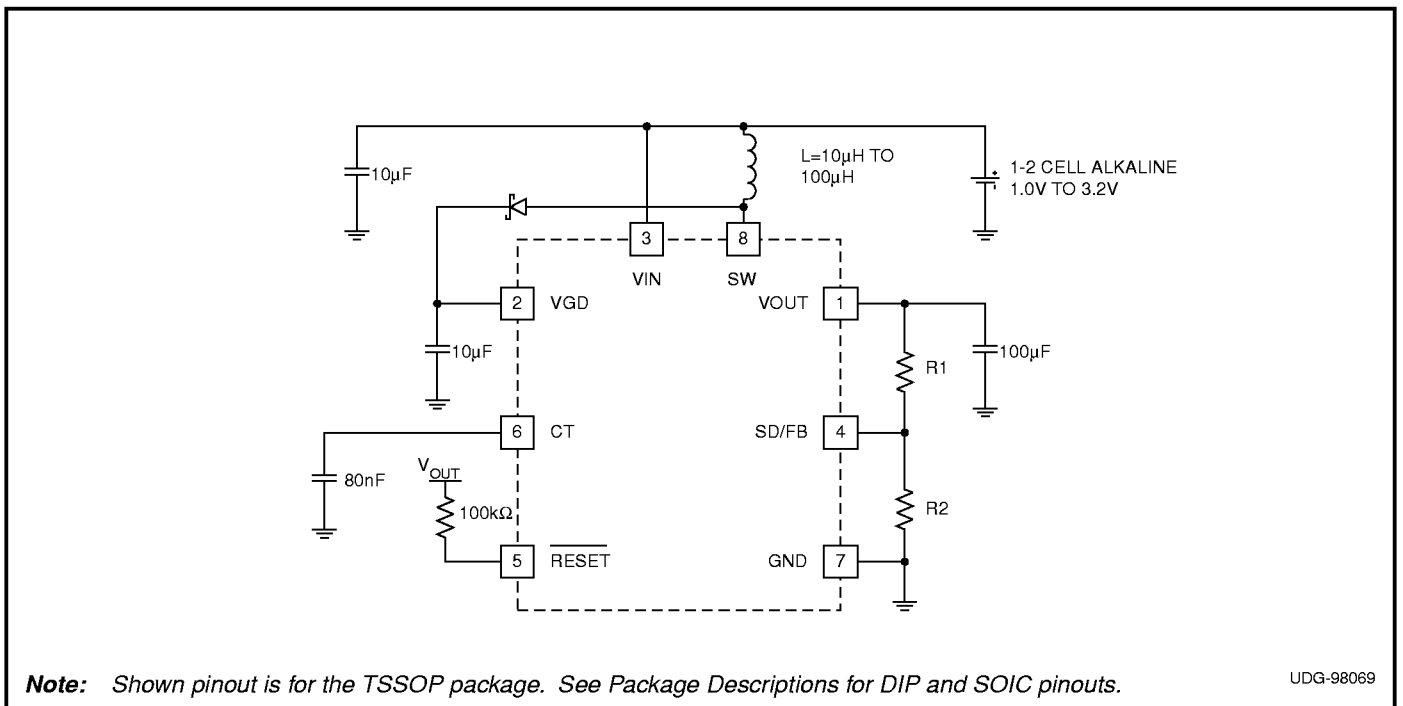 10µF
L=10µH TO
100µH
1-2 CELL ALKALINE
1.0V TO 3.2V
+
3
8
VIN
SW
2
VGD
VOUT
1
10µF
R1
100µF
6
CT
SD/FB
4
80nF
VOUT
100kΩ
R2
5
RESET
GND
7
Note: Shown pinout is for the TSSOP package. See Package Descriptions for DIP and SOIC pinouts.
UDG-98069